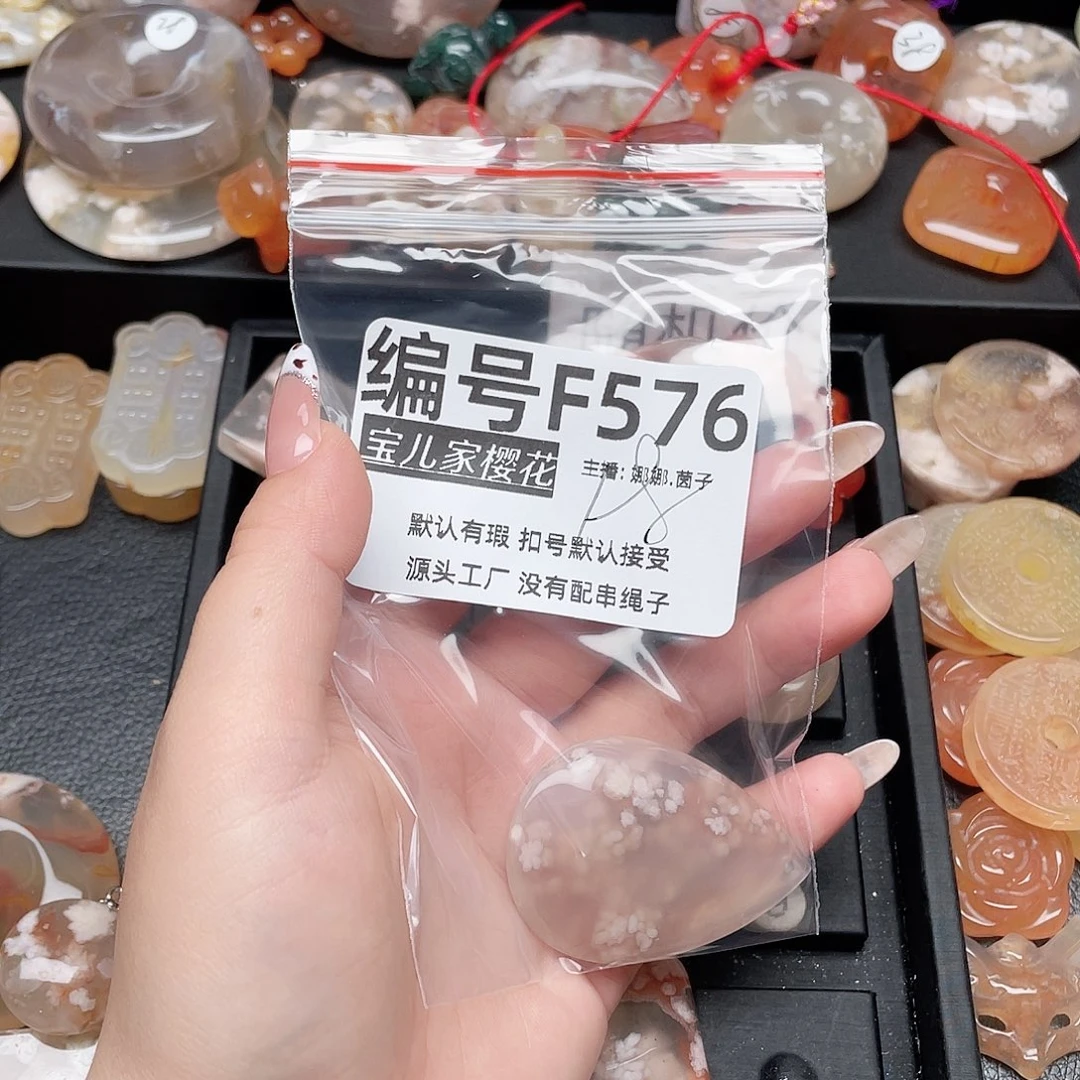 编号F576
宝儿家樱花
主播：娜娜.茵子
默认有瑕 扣号默认接受
源头工厂 没有配串绳子